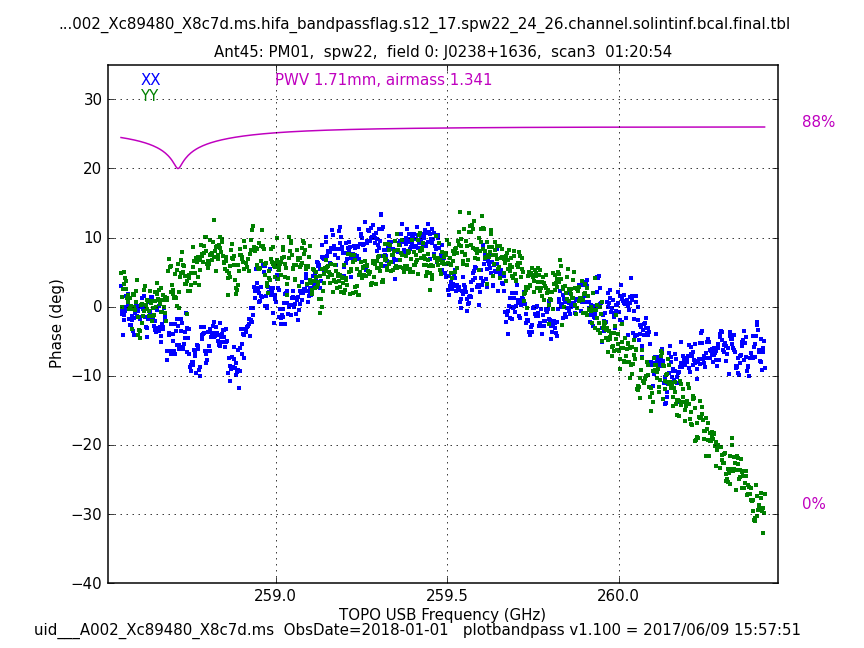 ...002_Xc89480_X8c7d.ms.hifa_bandpassflag.s12_17.spw22_24_26.channel.solintinf.bcal.final.tbl
Ant45: PM01, spw22, field 0: J0238+1636, scan3 01:20:54
XX
PWV 1.71mm, airmass 1.341
YY
30
88%
20
10
0
Phase (deg)
−10
−20
−30
0%
−40
259.0 259.5 260.0
TOPO USB Frequency (GHz)
uid___A002_Xc89480_X8c7d.ms ObsDate=2018-01-01 plotbandpass v1.100 = 2017/06/09 15:57:51